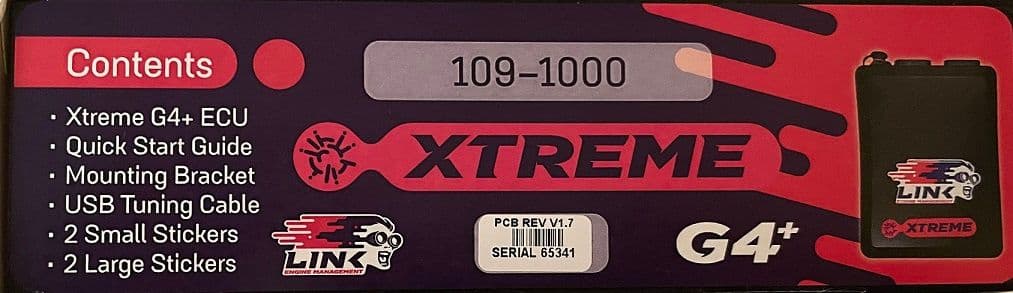 Contents
· Xtreme G4+ ECU
· Quick Start Guide
· Mounting Bracket
· USB Tuning Cable
· 2 Small Stickers
· 2 Large Stickers
109-1000
XTREME
LINK
ENGINE MANAGEMENT
PCB REV V1.7
SERIAL 65341
G4+
LINK
XTREME